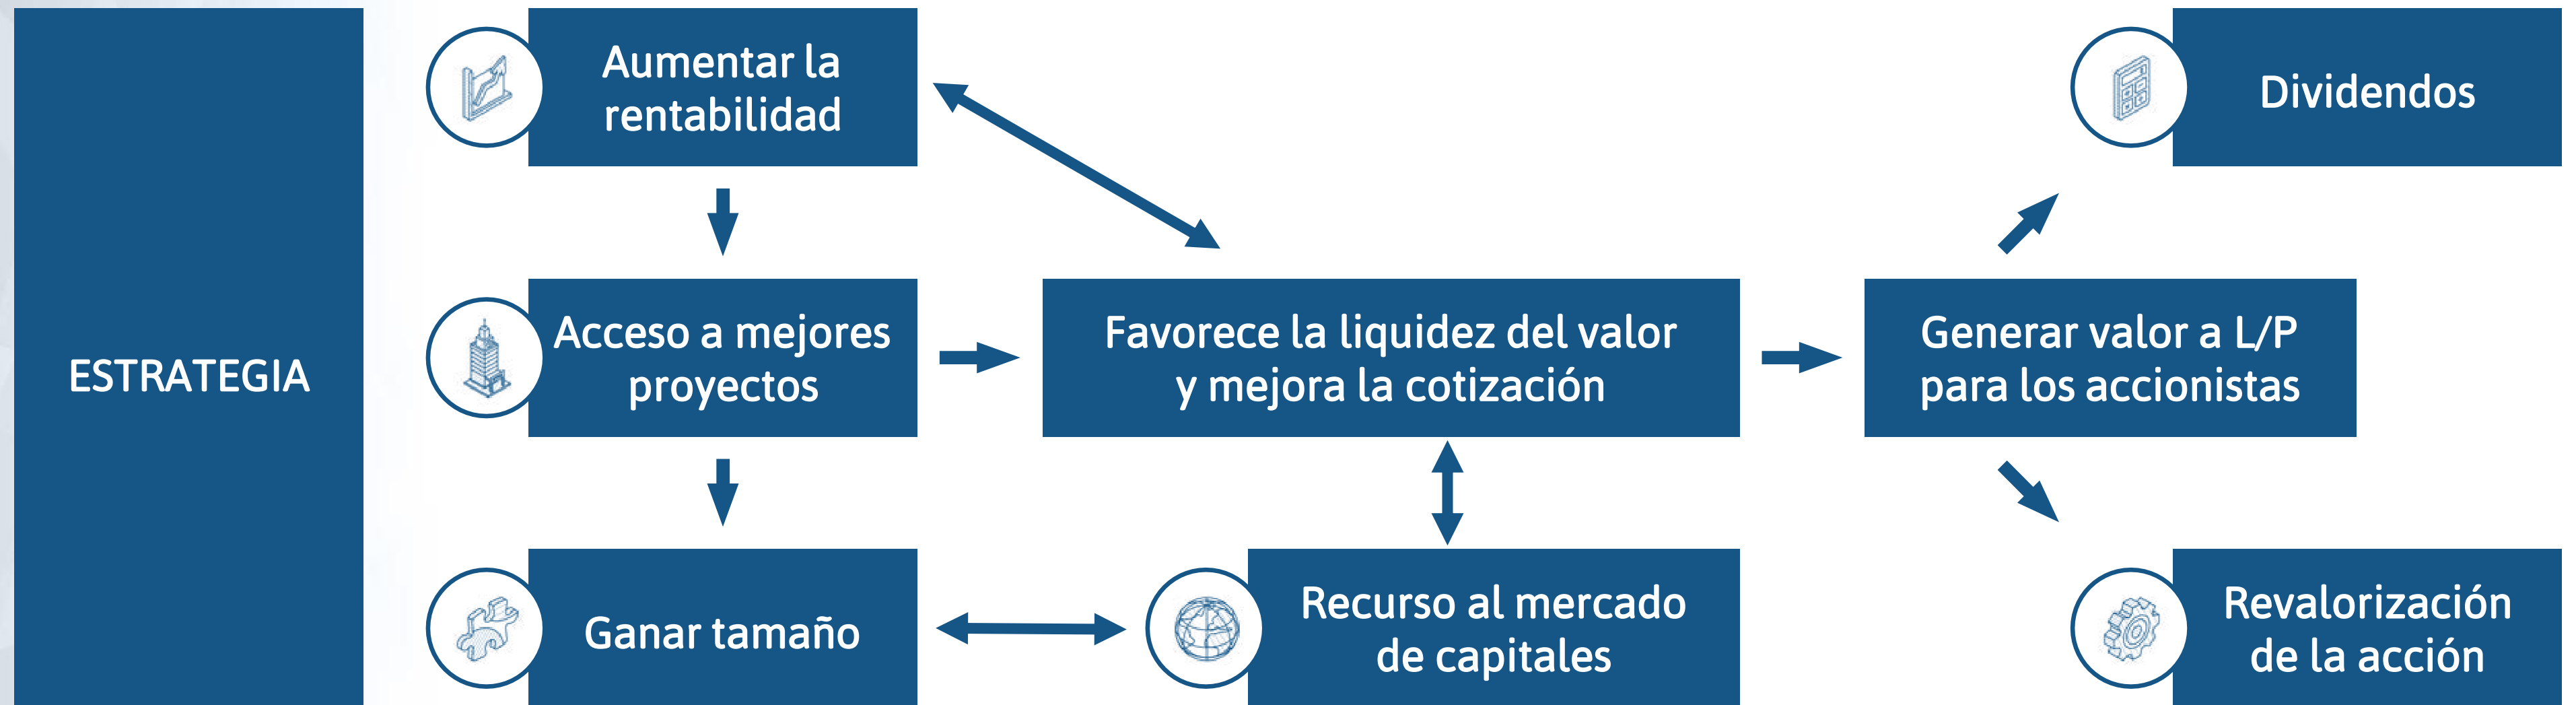 ESTRATEGIA
Aumentar la
rentabilidad
Acceso a mejores
proyectos
Ganar tamaño
Favorece la liquidez del valor
y mejora la cotización
Recurso al mercado
de capitales
Generar valor a L/P
para los accionistas
Dividendos
Revalorización
de la acción